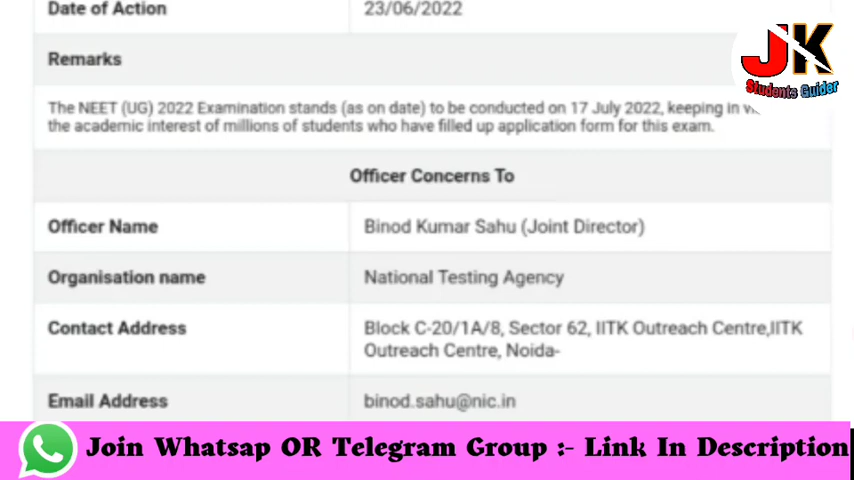 Date of Action 23/06/2022
Remarks
The NEET (UG) 2022 Examination stands (as on date) to be conducted on 17 July 2022, keeping in
the academic interest of millions of students who have filled up application form for this exam.
Officer Concerns To
Officer Name Binod Kumar Sahu (Joint Director)
Organisation name National Testing Agency
Contact Address Block C-20/1A/8, Sector 62, IITK Outreach Centre,IITK
Outreach Centre, Noida-
Email Address binod.sahu@nic.in
JK
Students Guider
Join Whatsap OR Telegram Group :- Link In Description